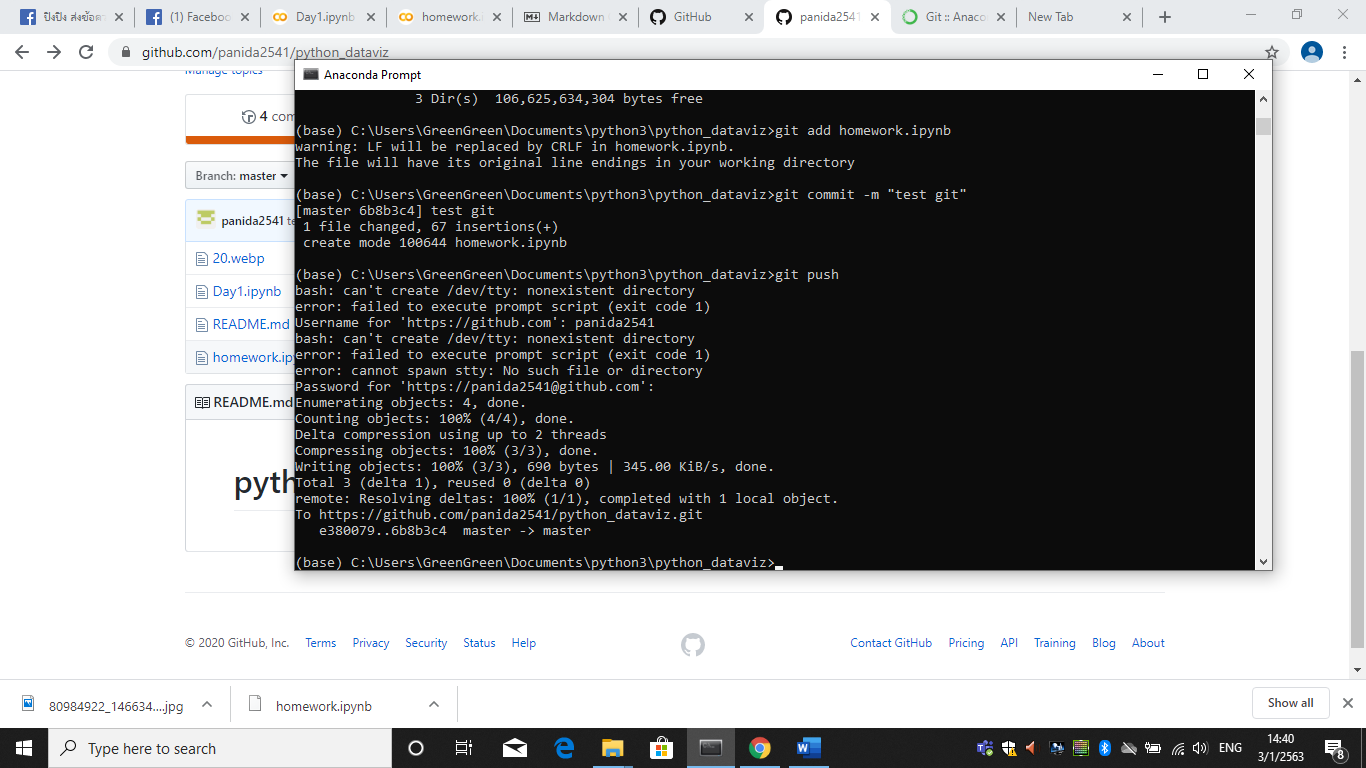 ปิงปิง ส่งข้อคว
(1) Faceboo
Day1.ipynb
homework.
Markdown
GitHub
panida2541
Git :: Anaco
New Tab
github.com/panida2541/python_dataviz
Manage topics
4 com
Branch: master
panida2541 te
20.webp
Day1.ipynb
README.md
homework.ip
README.md
pyth
Anaconda Prompt
3 Dir(s)  106,625,634,304 bytes free
(base) C:\Users\GreenGreen\Documents\python3\python_dataviz>git add homework.ipynb
warning: LF will be replaced by CRLF in homework.ipynb.
The file will have its original line endings in your working directory
(base) C:\Users\GreenGreen\Documents\python3\python_dataviz>git commit -m "test git"
[master 6b8b3c4] test git
1 file changed, 67 insertions(+)
create mode 100644 homework.ipynb
(base) C:\Users\GreenGreen\Documents\python3\python_dataviz>git push
bash: can't create /dev/tty: nonexistent directory
error: failed to execute prompt script (exit code 1)
Username for 'https://github.com': panida2541
bash: can't create /dev/tty: nonexistent directory
error: failed to execute prompt script (exit code 1)
error: cannot spawn stty: No such file or directory
Password for 'https://panida2541@github.com':
Enumerating objects: 4, done.
Counting objects: 100% (4/4), done.
Delta compression using up to 2 threads
Compressing objects: 100% (3/3), done.
Writing objects: 100% (3/3), 690 bytes | 345.00 KiB/s, done.
Total 3 (delta 1), reused 0 (delta 0)
remote: Resolving deltas: 100% (1/1), completed with 1 local object.
To https://github.com/panida2541/python_dataviz.git
e380079..6b8b3c4  master -> master
(base) C:\Users\GreenGreen\Documents\python3\python_dataviz>
© 2020 GitHub, Inc. Terms Privacy Security Status Help
Contact GitHub Pricing API Training Blog About
80984922_146634....jpg
homework.ipynb
Show all
Type here to search
ENG
14:40
3/1/2563
8